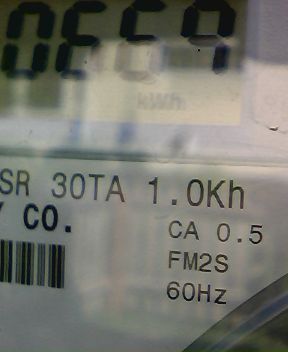 kWh
SR 30TA 1.0Kh
Y CO.
CA 0.5
FM2S
60Hz